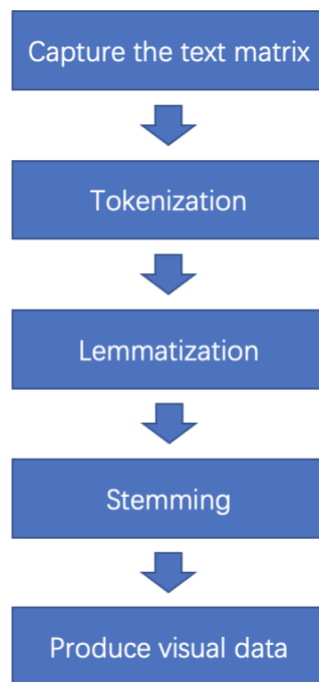 Capture the text matrix
Tokenization
Lemmatization
Stemming
Produce visual data